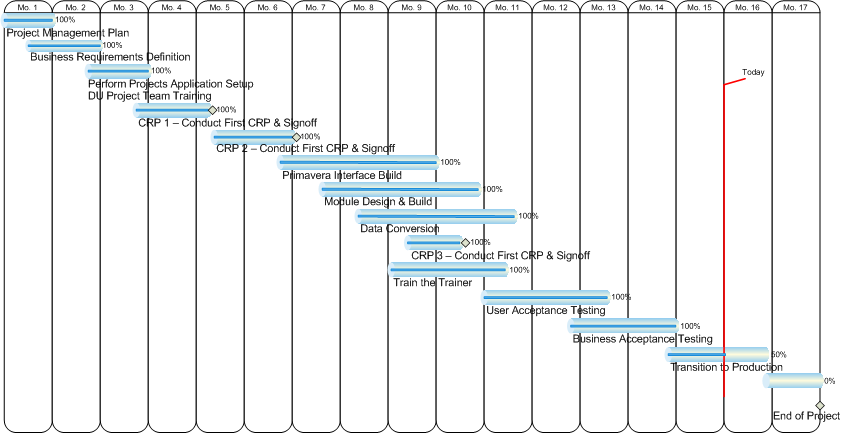 Mo. 1 Mo. 2 Mo. 3 Mo. 4 Mo. 5 Mo. 6 Mo. 7 Mo. 8 Mo. 9 Mo. 10 Mo. 11 Mo. 12 Mo. 13 Mo. 14 Mo. 15 Mo. 16 Mo. 17
100%
Project Management Plan
100%
Business Requirements Definition
100%
Today
Perform Projects Application Setup
DU Project Team Training
100%
CRP 1 – Conduct First CRP & Signoff
100%
CRP 2 – Conduct First CRP & Signoff
100%
Primavera Interface Build
100%
Module Design & Build
100%
Data Conversion
100%
CRP 3 – Conduct First CRP & Signoff
100%
Train the Trainer
100%
User Acceptance Testing
100%
Business Acceptance Testing
50%
Transition to Production
0%
End of Project